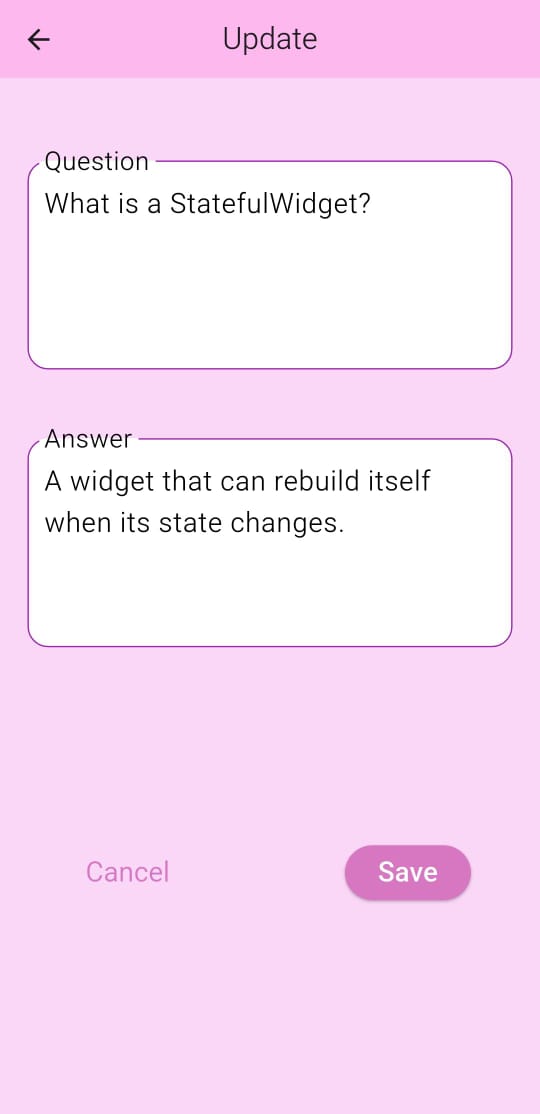 Update
Question
What is a StatefulWidget?
Answer
A widget that can rebuild itself
when its state changes.
Cancel
Save